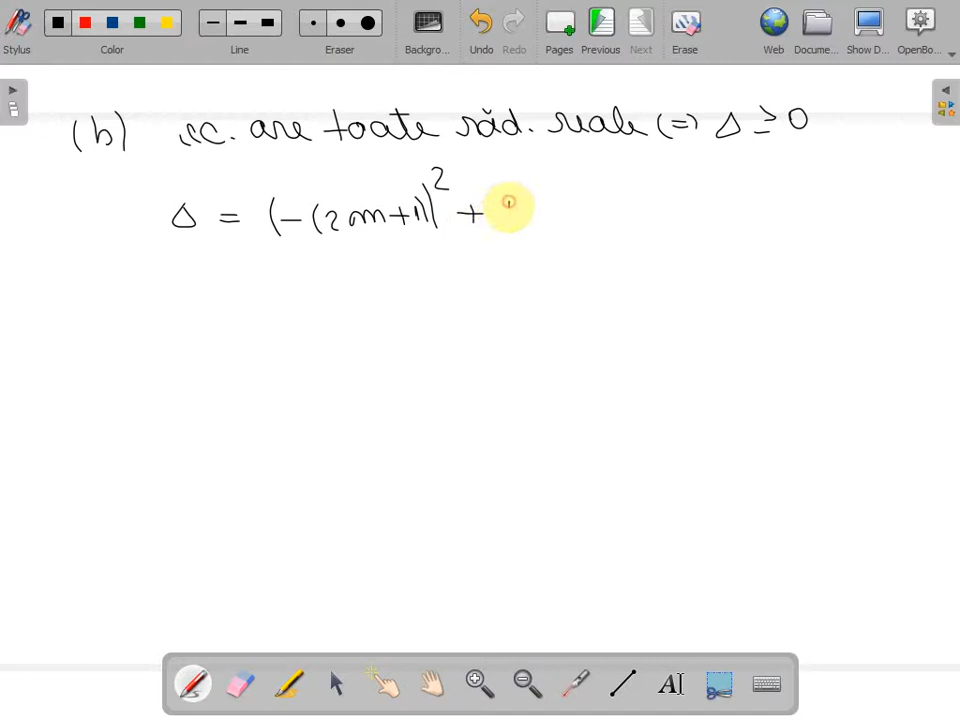 Stylus Color Line Eraser Backgro... Undo Redo Pages Previous Next Erase Web Docume... Show D... OpenBo...
(b) ec. are toate răd. reale (=) Δ ≥ 0
Δ = (-(2m+1))² +
A